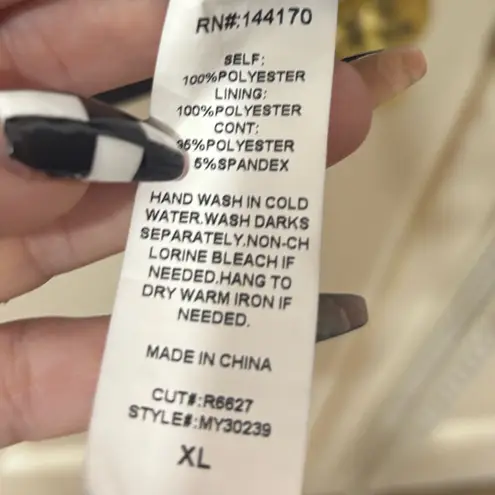 RN#:144170
SELF:
100%POLYESTER
LINING:
100%POLYESTER
CONT:
95%POLYESTER
5%SPANDEX
HAND WASH IN COLD
WATER.WASH DARKS
SEPARATELY.NON-CH
LORINE BLEACH IF
NEEDED.HANG TO
DRY WARM IRON IF
NEEDED.
MADE IN CHINA
CUT#:R6627
STYLE#:MY30239
XL